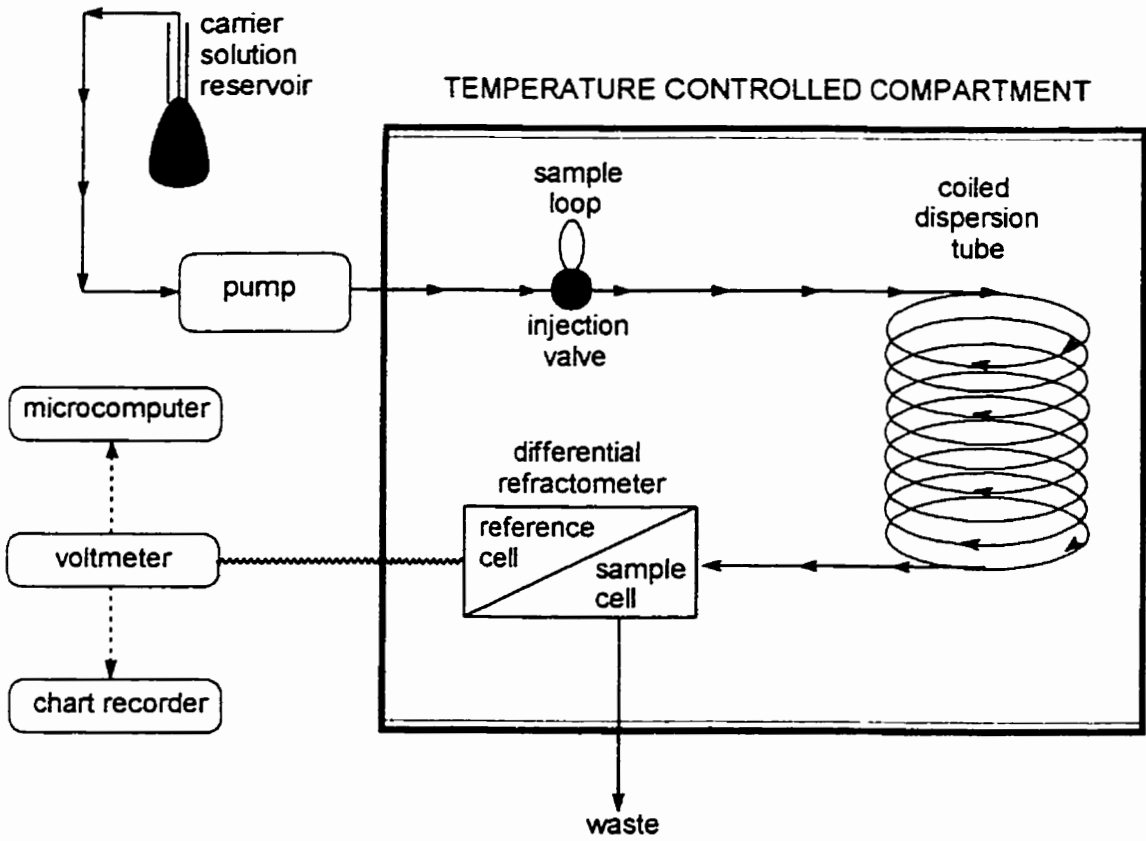 carrier
solution
reservoir
TEMPERATURE CONTROLLED COMPARTMENT
sample
loop
coiled
dispersion
tube
pump
injection
valve
microcomputer
differential
refractometer
reference
cell
voltmeter
sample
cell
chart recorder
waste